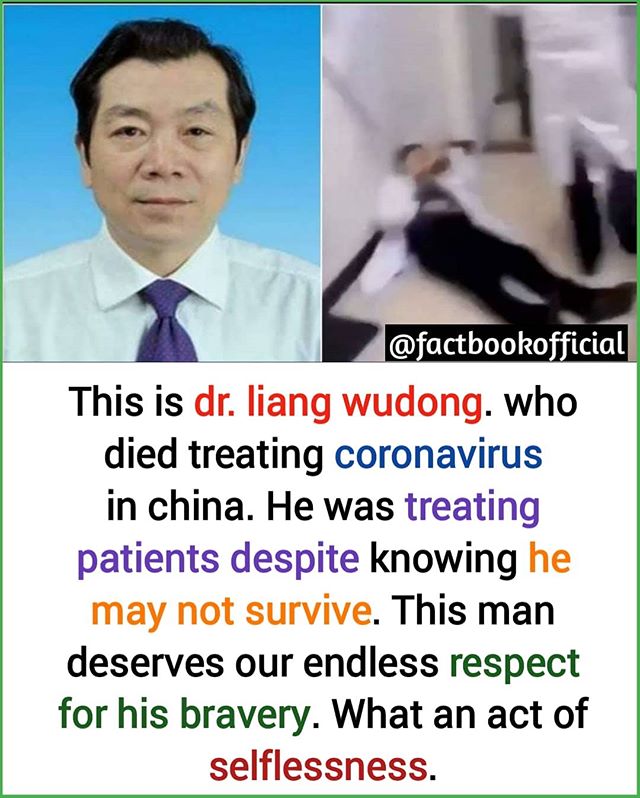 @factbookofficial
This is dr. liang wudong. who
died treating coronavirus
in china. He was treating
patients despite knowing he
may not survive. This man
deserves our endless respect
for his bravery. What an act of
selflessness.